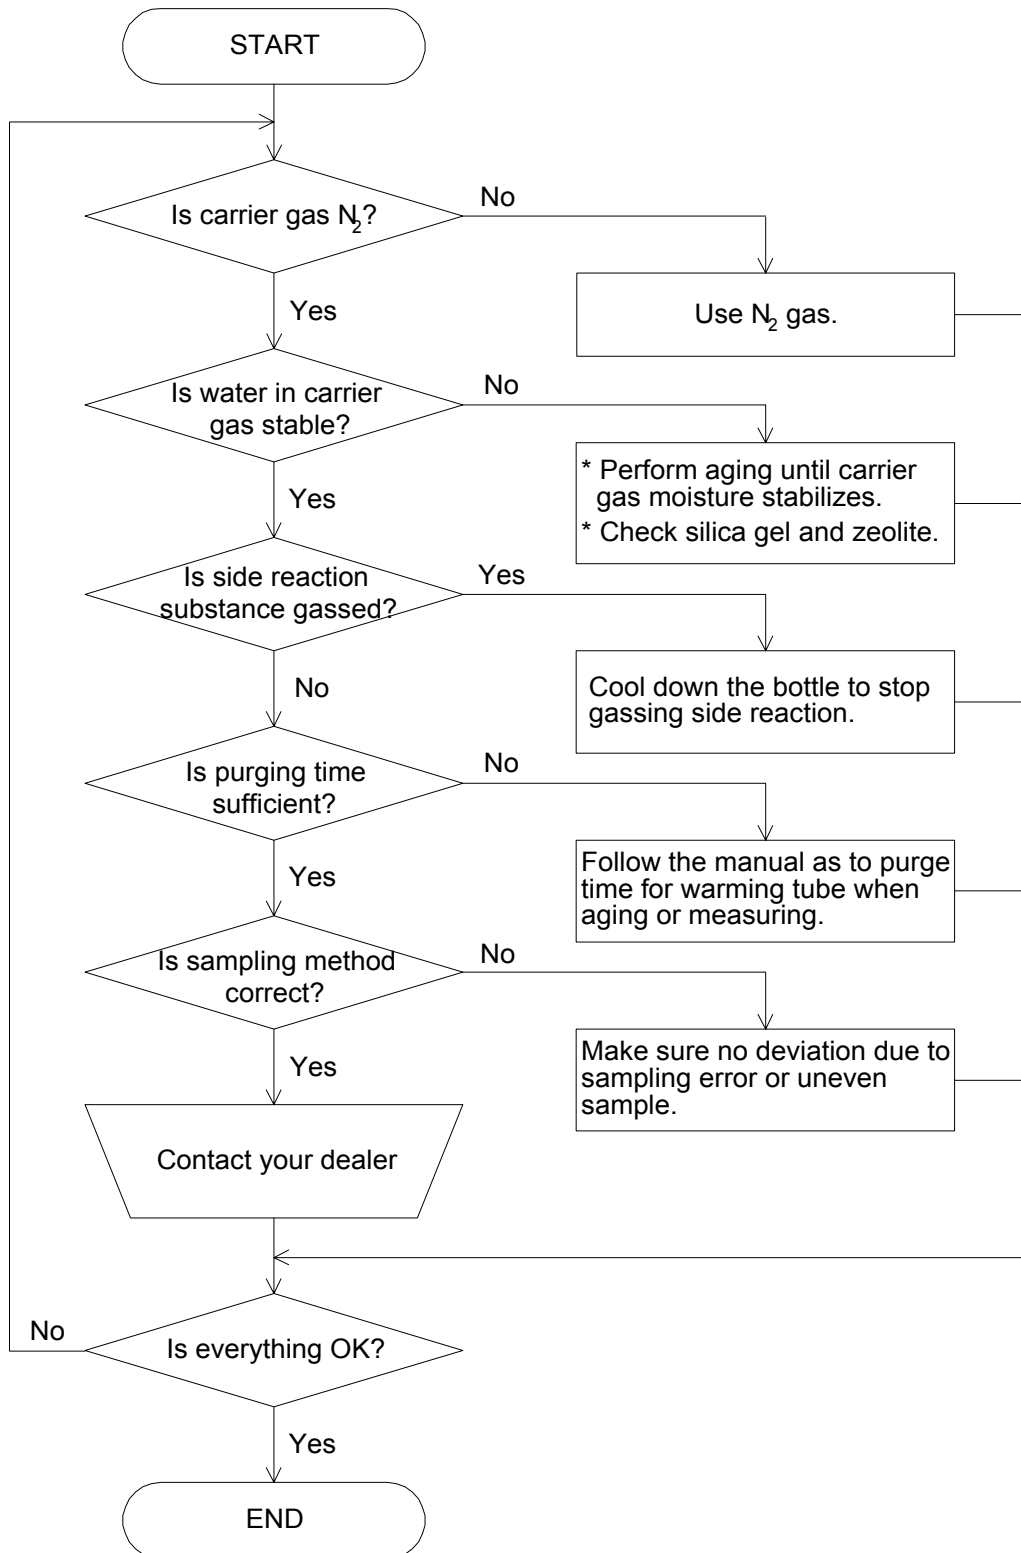 START
Is carrier gas N₂?
No
Yes
Use N₂ gas.
Is water in carrier
gas stable?
No
Yes
* Perform aging until carrier
gas moisture stabilizes.
* Check silica gel and zeolite.
Is side reaction
substance gassed?
Yes
No
Cool down the bottle to stop
gassing side reaction.
Is purging time
sufficient?
No
Yes
Follow the manual as to purge
time for warming tube when
aging or measuring.
Is sampling method
correct?
No
Yes
Make sure no deviation due to
sampling error or uneven
sample.
Contact your dealer
Is everything OK?
No
Yes
END